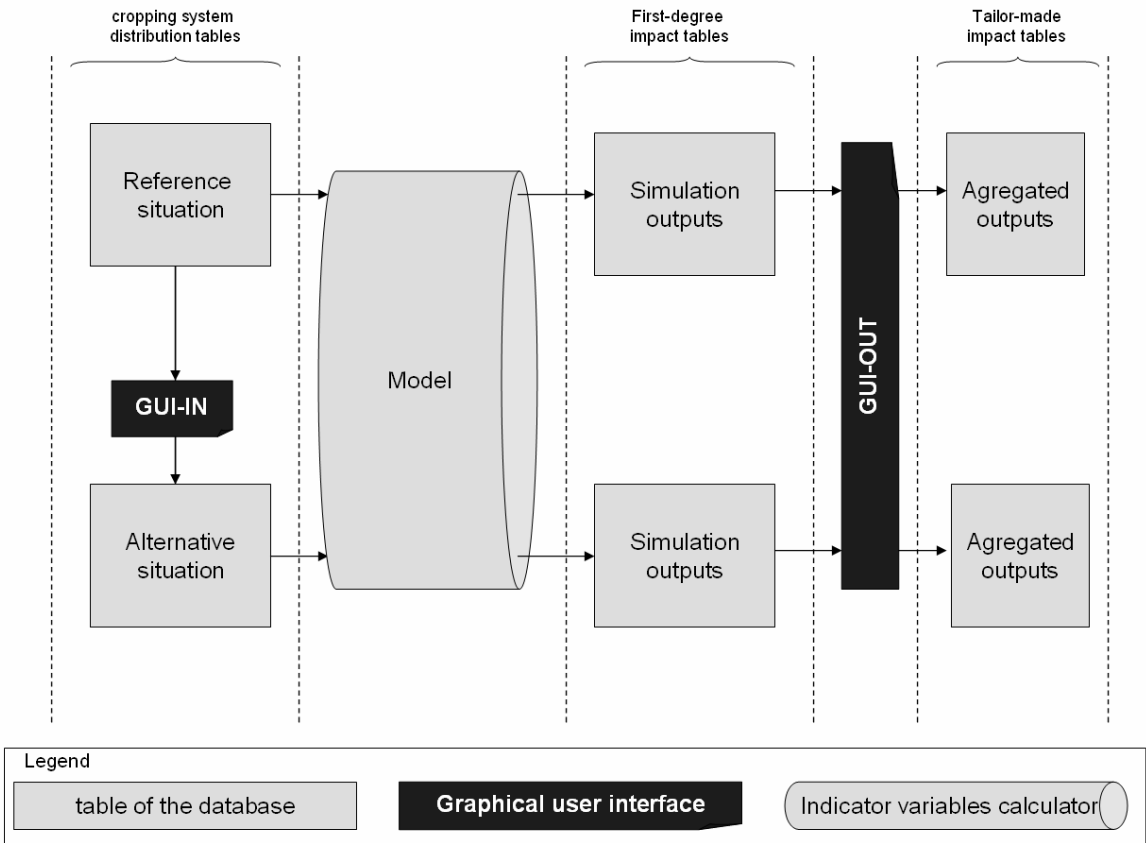 cropping system
distribution tables
First-degree
impact tables
Tailor-made
impact tables
Reference
situation
Simulation
outputs
Agregated
outputs
Model
GUI-IN
GUI-OUT
Alternative
situation
Simulation
outputs
Agregated
outputs
Legend
table of the database
Graphical user interface
Indicator variables calculator